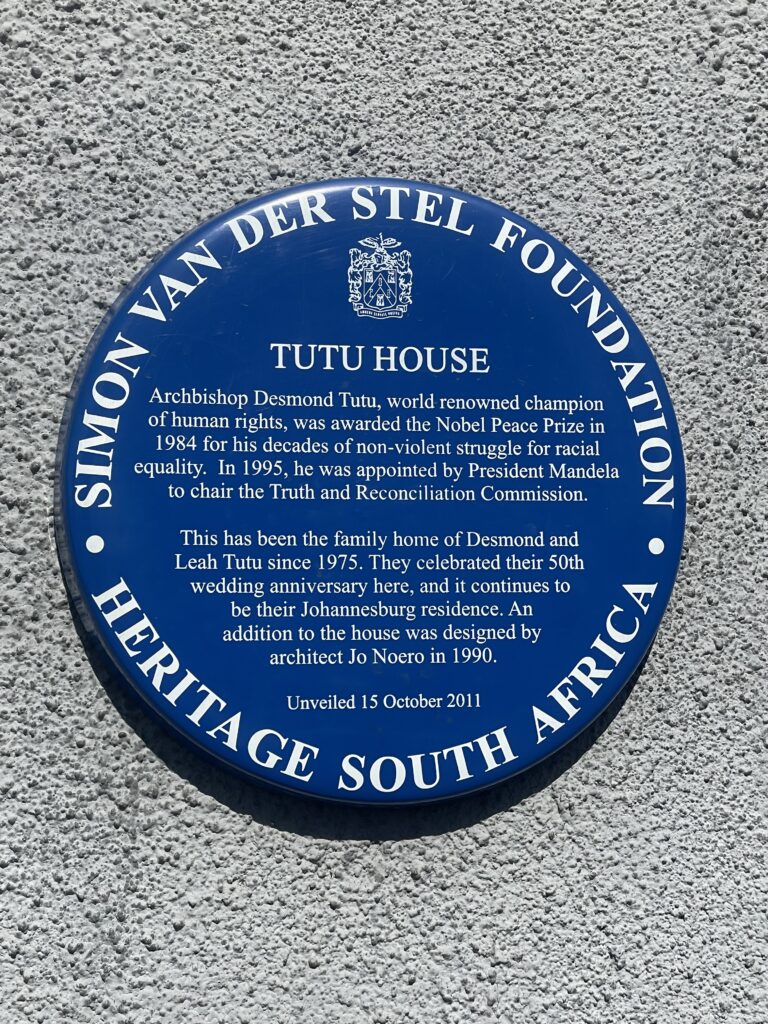 SIMON VAN DER STEL FOUNDATION
TUTU HOUSE
Archbishop Desmond Tutu, world renowned champion
of human rights, was awarded the Nobel Peace Prize in
1984 for his decades of non-violent struggle for racial
equality. In 1995, he was appointed by President Mandela
to chair the Truth and Reconciliation Commission.
This has been the family home of Desmond and
Leah Tutu since 1975. They celebrated their 50th
wedding anniversary here, and it continues to
be their Johannesburg residence. An
addition to the house was designed by
architect Jo Noero in 1990.
Unveiled 15 October 2011
HERITAGE SOUTH AFRICA